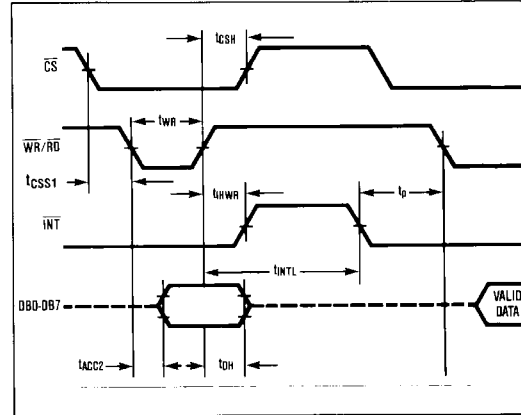 tCSH
CS
tWR
WR/RD
tCSS1
tIHWR
tp
INT
tINTL
DB0-DB7
VALID
DATA
tACC2
tDH